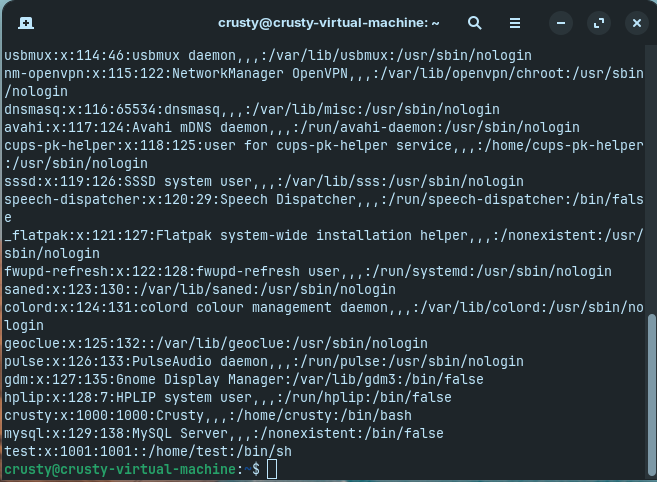 crusty@crusty-virtual-machine: ~
usbmux:x:114:46:usbmux daemon,,,:/var/lib/usbmux:/usr/sbin/nologin
nm-openvpn:x:115:122:NetworkManager OpenVPN,,,:/var/lib/openvpn/chroot:/usr/sbin
/nologin
dnsmasq:x:116:65534:dnsmasq,,,:/var/lib/misc:/usr/sbin/nologin
avahi:x:117:124:Avahi mDNS daemon,,,:/run/avahi-daemon:/usr/sbin/nologin
cups-pk-helper:x:118:125:user for cups-pk-helper service,,,:/home/cups-pk-helper
:/usr/sbin/nologin
sssd:x:119:126:SSSD system user,,,:/var/lib/sss:/usr/sbin/nologin
speech-dispatcher:x:120:29:Speech Dispatcher,,,:/run/speech-dispatcher:/bin/fals
e
_flatpak:x:121:127:Flatpak system-wide installation helper,,,:/nonexistent:/usr/
sbin/nologin
fwupd-refresh:x:122:128:fwupd-refresh user,,,:/run/systemd:/usr/sbin/nologin
saned:x:123:130::/var/lib/saned:/usr/sbin/nologin
colord:x:124:131:colord colour management daemon,,,:/var/lib/colord:/usr/sbin/no
login
geoclue:x:125:132::/var/lib/geoclue:/usr/sbin/nologin
pulse:x:126:133:PulseAudio daemon,,,:/run/pulse:/usr/sbin/nologin
gdm:x:127:135:Gnome Display Manager:/var/lib/gdm3:/bin/false
hplip:x:128:7:HPLIP system user,,,:/run/hplip:/bin/false
crusty:x:1000:1000:Crusty,,,:/home/crusty:/bin/bash
mysql:x:129:138:MySQL Server,,,:/nonexistent:/bin/false
test:x:1001:1001::/home/test:/bin/sh
crusty@crusty-virtual-machine:~$